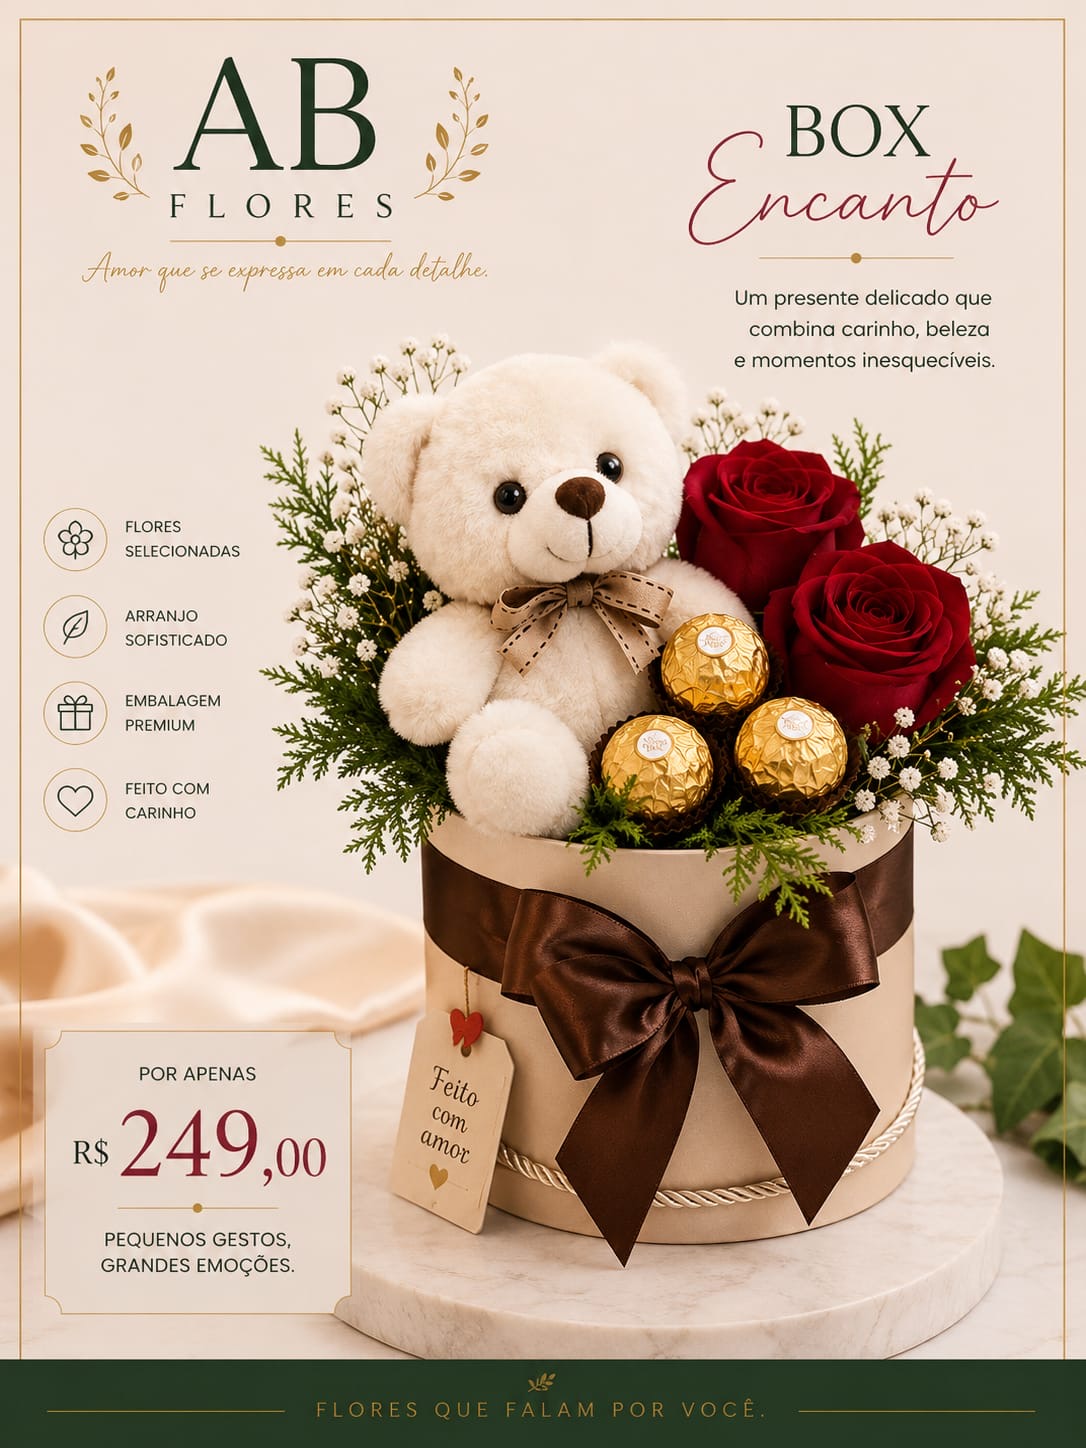 AB
FLORES
Amor que se expressa em cada detalhe.
BOX
Encanto
Um presente delicado que
combina carinho, beleza
e momentos inesquecíveis.
FLORES
SELECIONADAS
ARRANJO
SOFISTICADO
EMBALAGEM
PREMIUM
FEITO COM
CARINHO
Feito
com
amor
POR APENAS
R$ 249,00
PEQUENOS GESTOS,
GRANDES EMOÇÕES.
FLORES QUE FALAM POR VOCÊ.